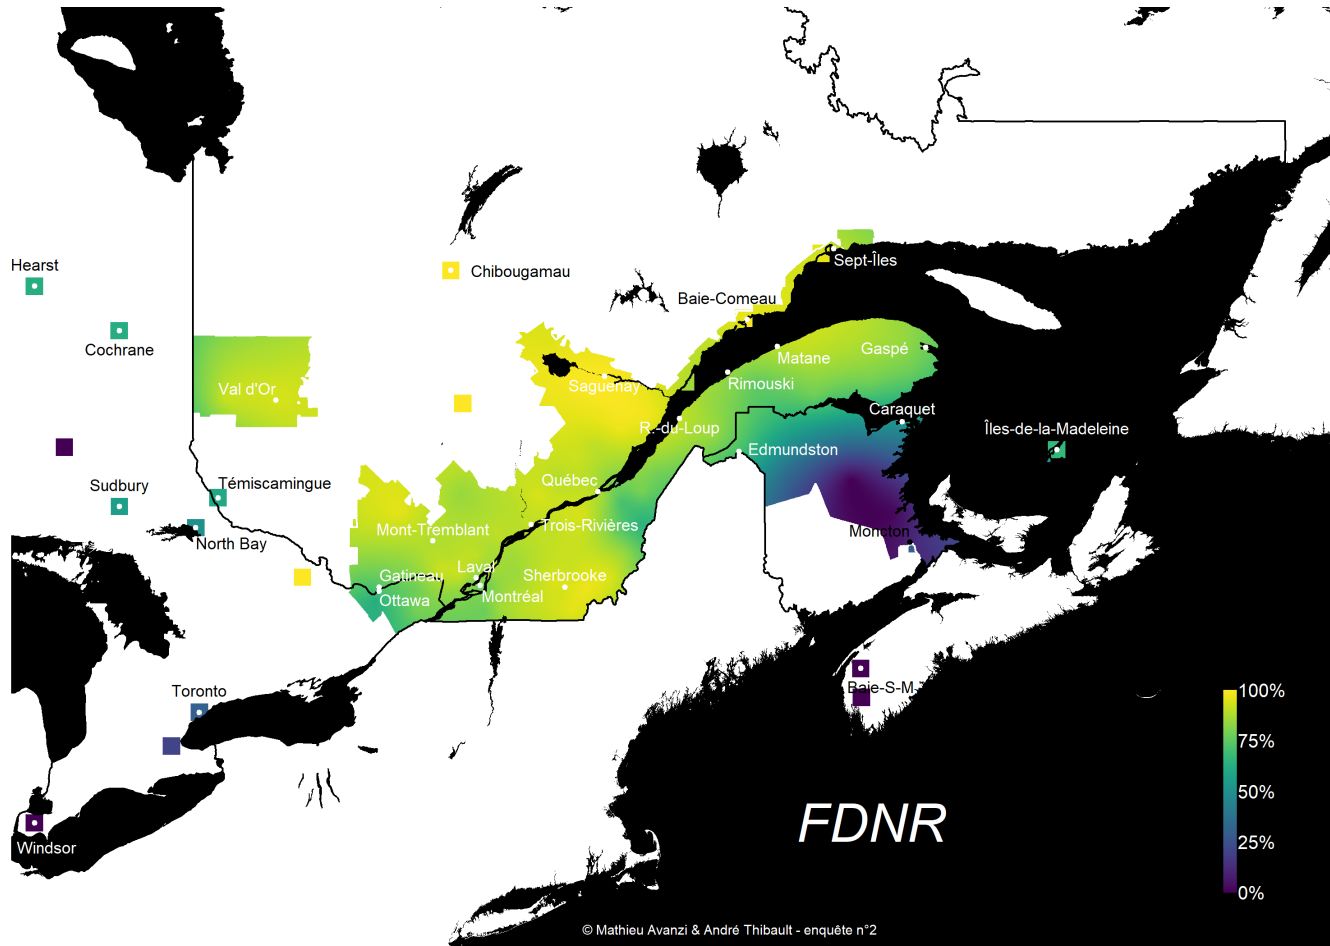 Hearst
Chibougamau
Sept-Îles
Baie-Comeau
Cochrane
Matane
Gaspé
Val d'Or
Saguenay
Rimouski
Caraquet
R.-du-Loup
Îles-de-la-Madeleine
Edmundston
Sudbury
Témiscamingue
Québec
Mont-Tremblant
Trois-Rivières
Moncton
North Bay
Laval
Gatineau
Sherbrooke
Ottawa
Montréal
Toronto
Baie-S-M-
100%
75%
50%
25%
0%
FDNR
Windsor
© Mathieu Avanzi & André Thibault - enquête n°2